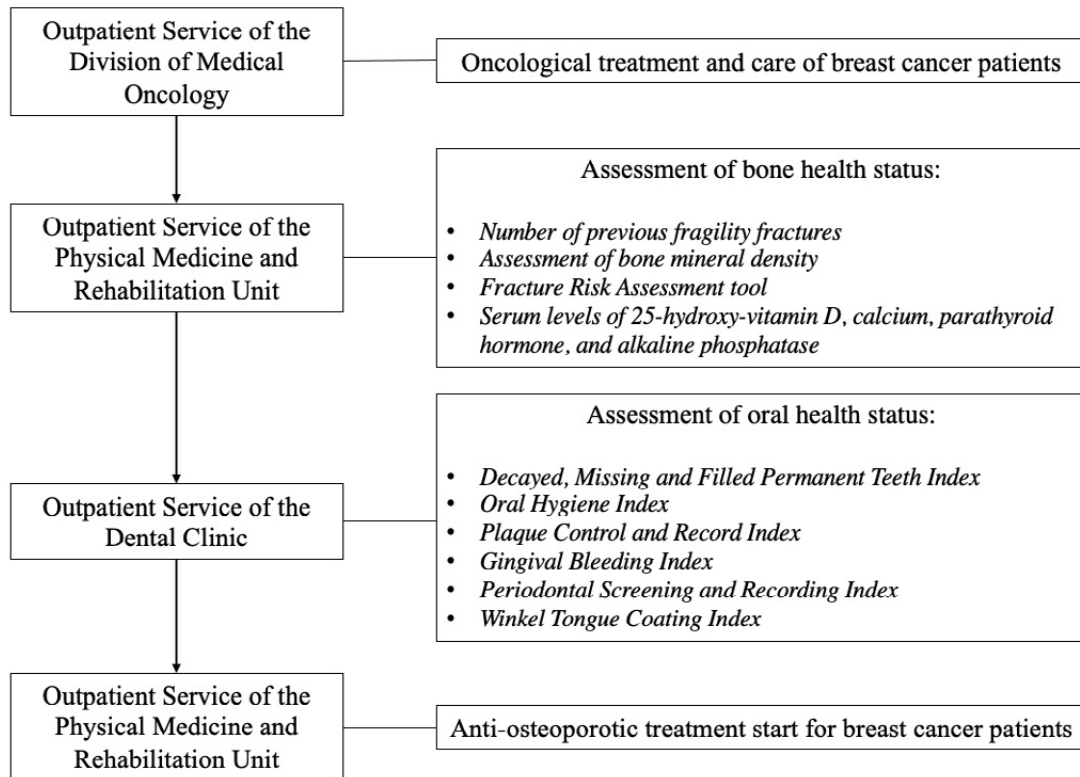 Outpatient Service of the
Division of Medical
Oncology
Oncological treatment and care of breast cancer patients
Outpatient Service of the
Physical Medicine and
Rehabilitation Unit
Assessment of bone health status:
• Number of previous fragility fractures
• Assessment of bone mineral density
• Fracture Risk Assessment tool
• Serum levels of 25-hydroxy-vitamin D, calcium, parathyroid
hormone, and alkaline phosphatase
Outpatient Service of the
Dental Clinic
Assessment of oral health status:
• Decayed, Missing and Filled Permanent Teeth Index
• Oral Hygiene Index
• Plaque Control and Record Index
• Gingival Bleeding Index
• Periodontal Screening and Recording Index
• Winkel Tongue Coating Index
Outpatient Service of the
Physical Medicine and
Rehabilitation Unit
Anti-osteoporotic treatment start for breast cancer patients